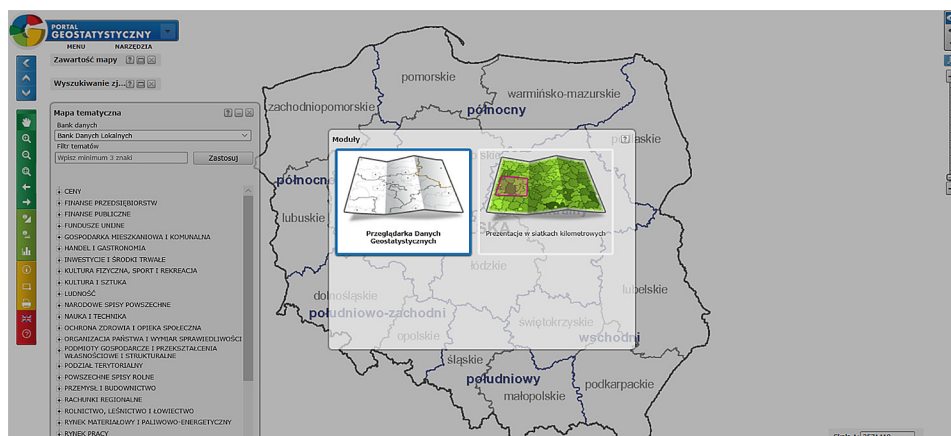 PORTAL
GEOSTATYSTYCZNY
MENU NARZĘDZIA
Zawartość mapy
Wyszukiwanie zj...
Mapa tematyczna
Bank danych
Bank Danych Lokalnych
Filtr tematów
Wpisz minimum 3 znaki Zastosuj
CENY
FINANSE PRZEDSIĘBIORSTW
FINANSE PUBLICZNE
FUNDUSZE UNIJNE
GOSPODARKA MIESZKANIOWA I KOMUNALNA
HANDEL I GASTRONOMIA
INWESTYCJE I ŚRODKI TRWAŁE
KULTURA FIZYCZNA, SPORT I REKREACJA
KULTURA I SZTUKA
LUDNOŚĆ
NARODOWE SPISY POWSZECHNE
NAUKA I TECHNIKA
OCHRONA ZDROWIA I OPIEKA SPOŁECZNA
ORGANIZACJA PAŃSTWA I WYMIAR SPRAWIEDLIWOŚCI
PODMIOTY GOSPODARCZE I PRZEKSZTAŁCENIA
WŁASNOŚCIOWE I STRUKTURALNE
PODZIAŁ TERYTORIALNY
POWSZECHNE SPISY ROLNE
PRZEMYSŁ I BUDOWNICTWO
RACHUNKI REGIONALNE
ROLNICTWO, LEŚNICTWO I ŁOWIECTWO
RYNEK MATERIAŁOWY I PALIWOWO-ENERGETYCZNY
RYNEK PRACY
pomorskie
warmińsko-mazurskie
zachodniopomorskie
północny
Moduły
Przeglądarka Danych
Geostatystycznych
Prezentacje w siatkach kilometrowych
lubuskie
łódzkie
lubelskie
dolnośląskie
południowo-zachodni
opolskie
świętokrzyskie
wschodni
śląskie
południowy
małopolskie
podkarpackie